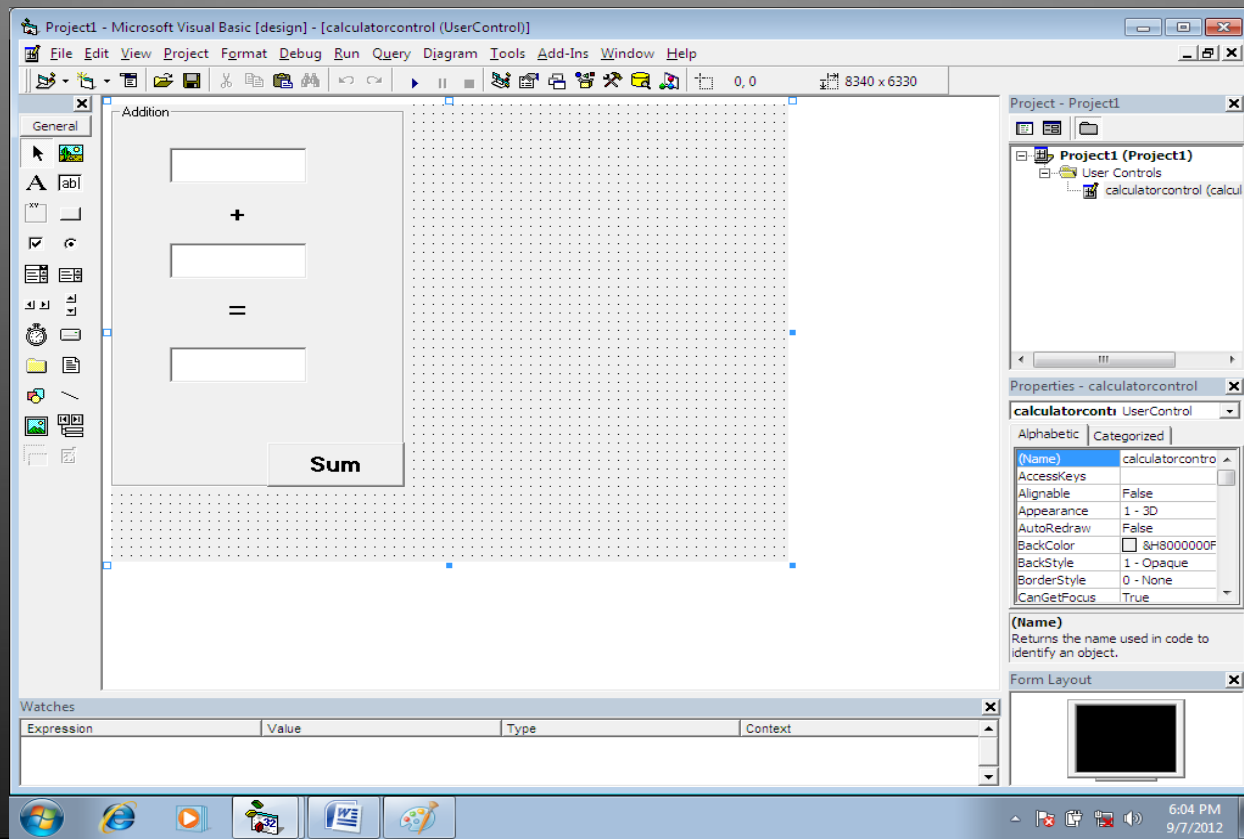 Project1 - Microsoft Visual Basic [design] - [calculatorcontrol (UserControl)]
File Edit View Project Format Debug Run Query Diagram Tools Add-Ins Window Help
0, 0 8340 x 6330
General
A abl
XY
Addition
+
=
Sum
Project - Project1
Project1 (Project1)
User Controls
calculatorcontrol (calcul
Properties - calculatorcontrol
calculatorconti UserControl
Alphabetic Categorized
(Name) calculatorcontro
AccessKeys
Alignable False
Appearance 1 - 3D
AutoRedraw False
BackColor &H8000000F
BackStyle 1 - Opaque
BorderStyle 0 - None
CanGetFocus True
(Name)
Returns the name used in code to
identify an object.
Form Layout
Watches
Expression Value Type Context
32
W
6:04 PM
9/7/2012